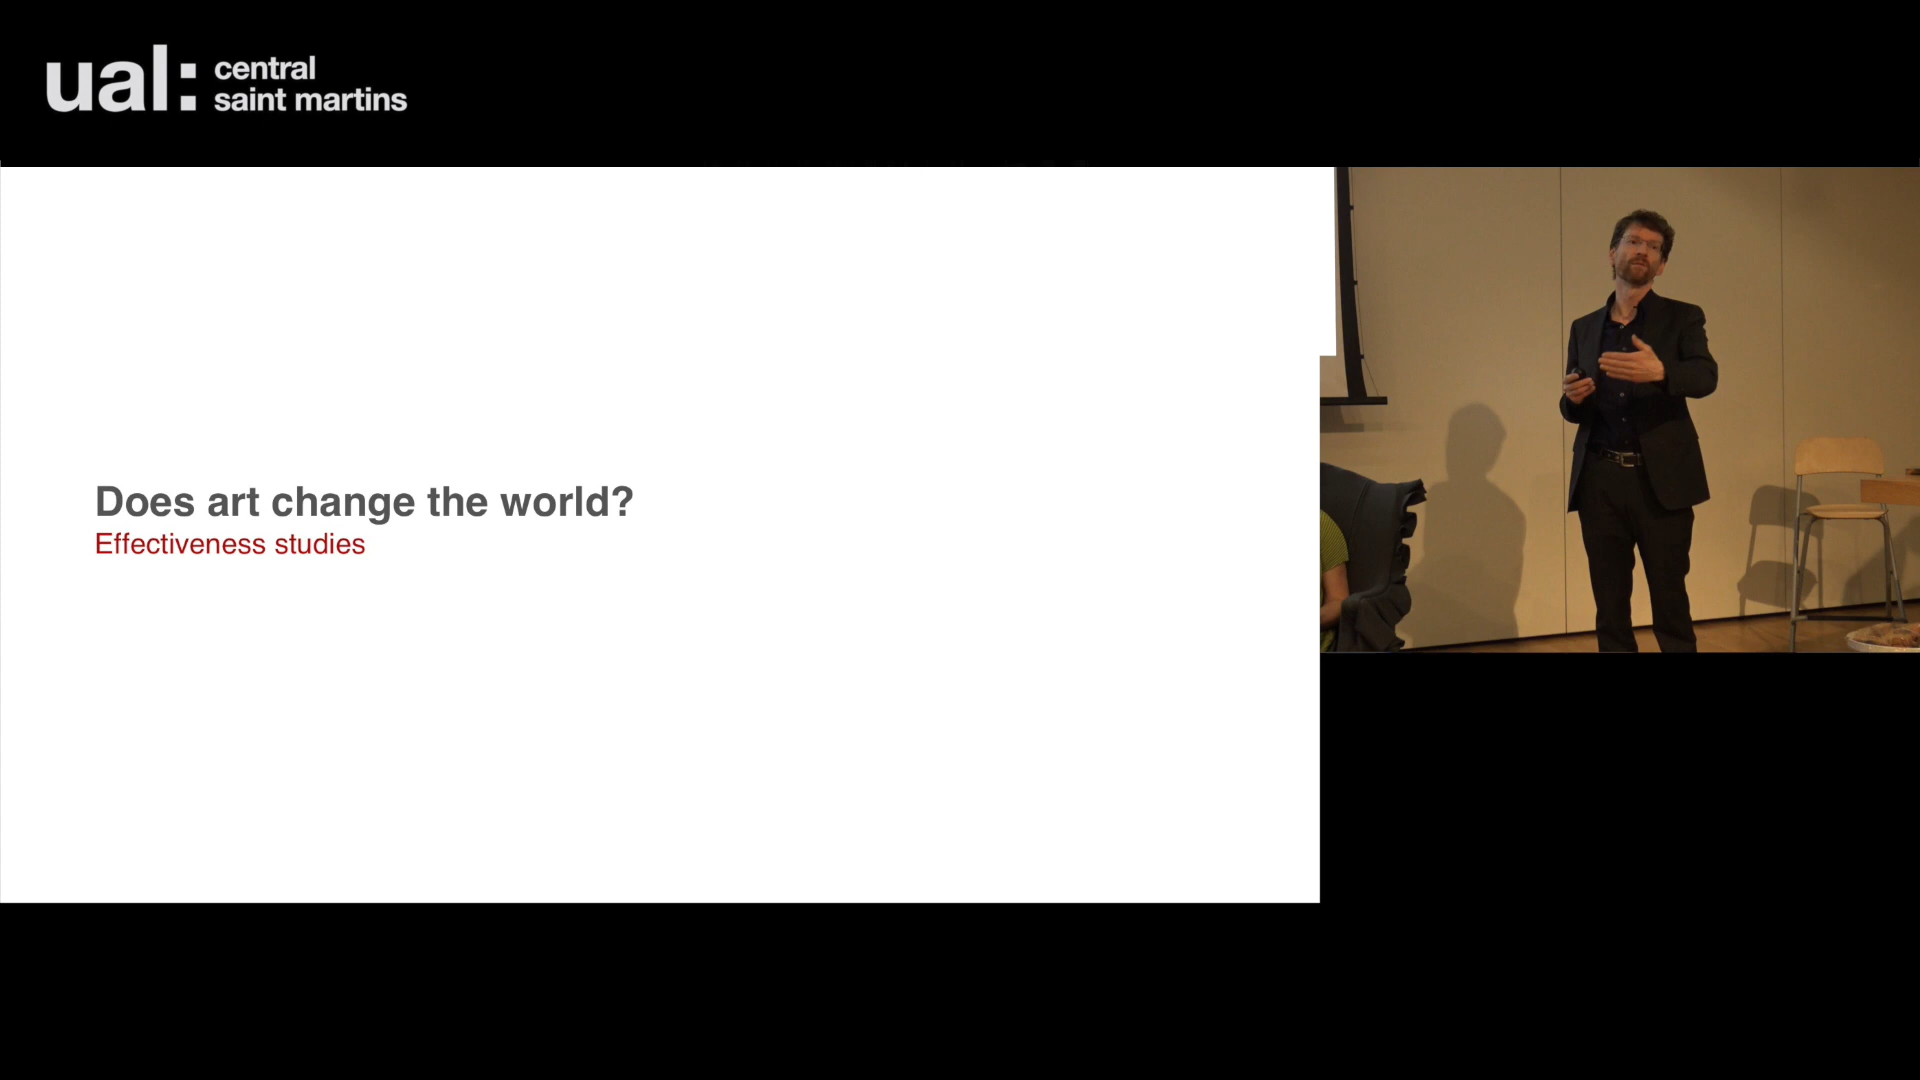 ual:
central
saint martins
Does art change the world?
Effectiveness studies